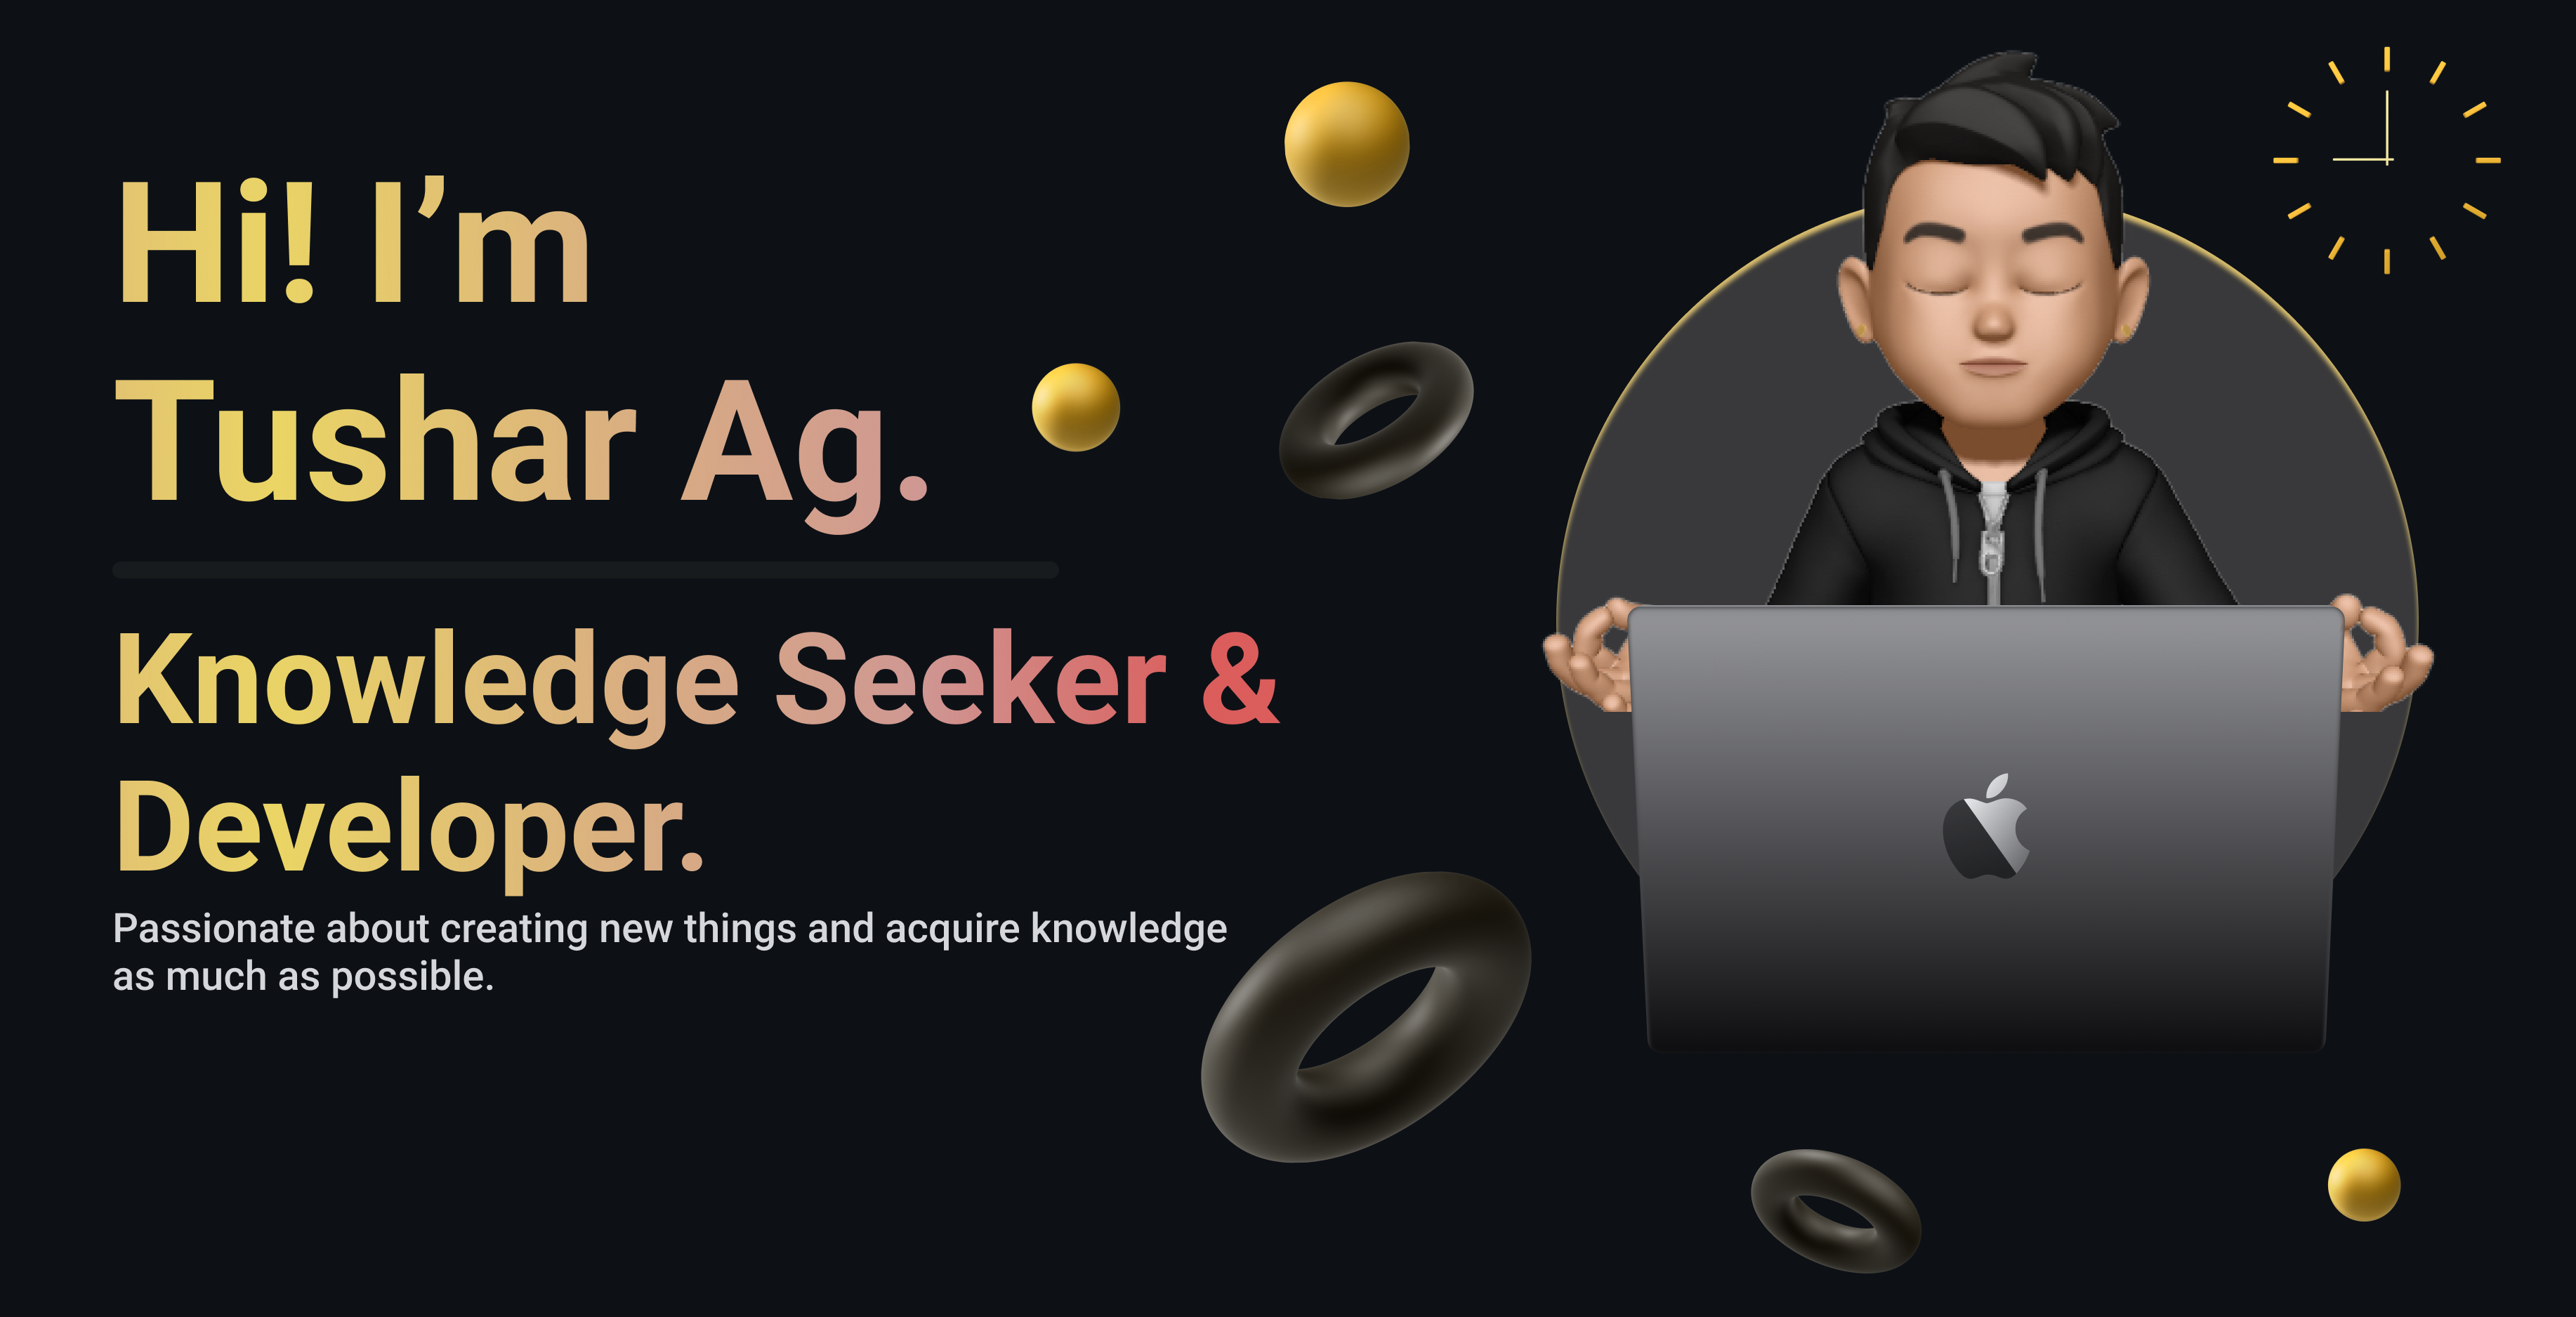 Hi! I’m
Tushar Ag.
Knowledge Seeker &
Developer.
Passionate about creating new things and acquire knowledge
as much as possible.